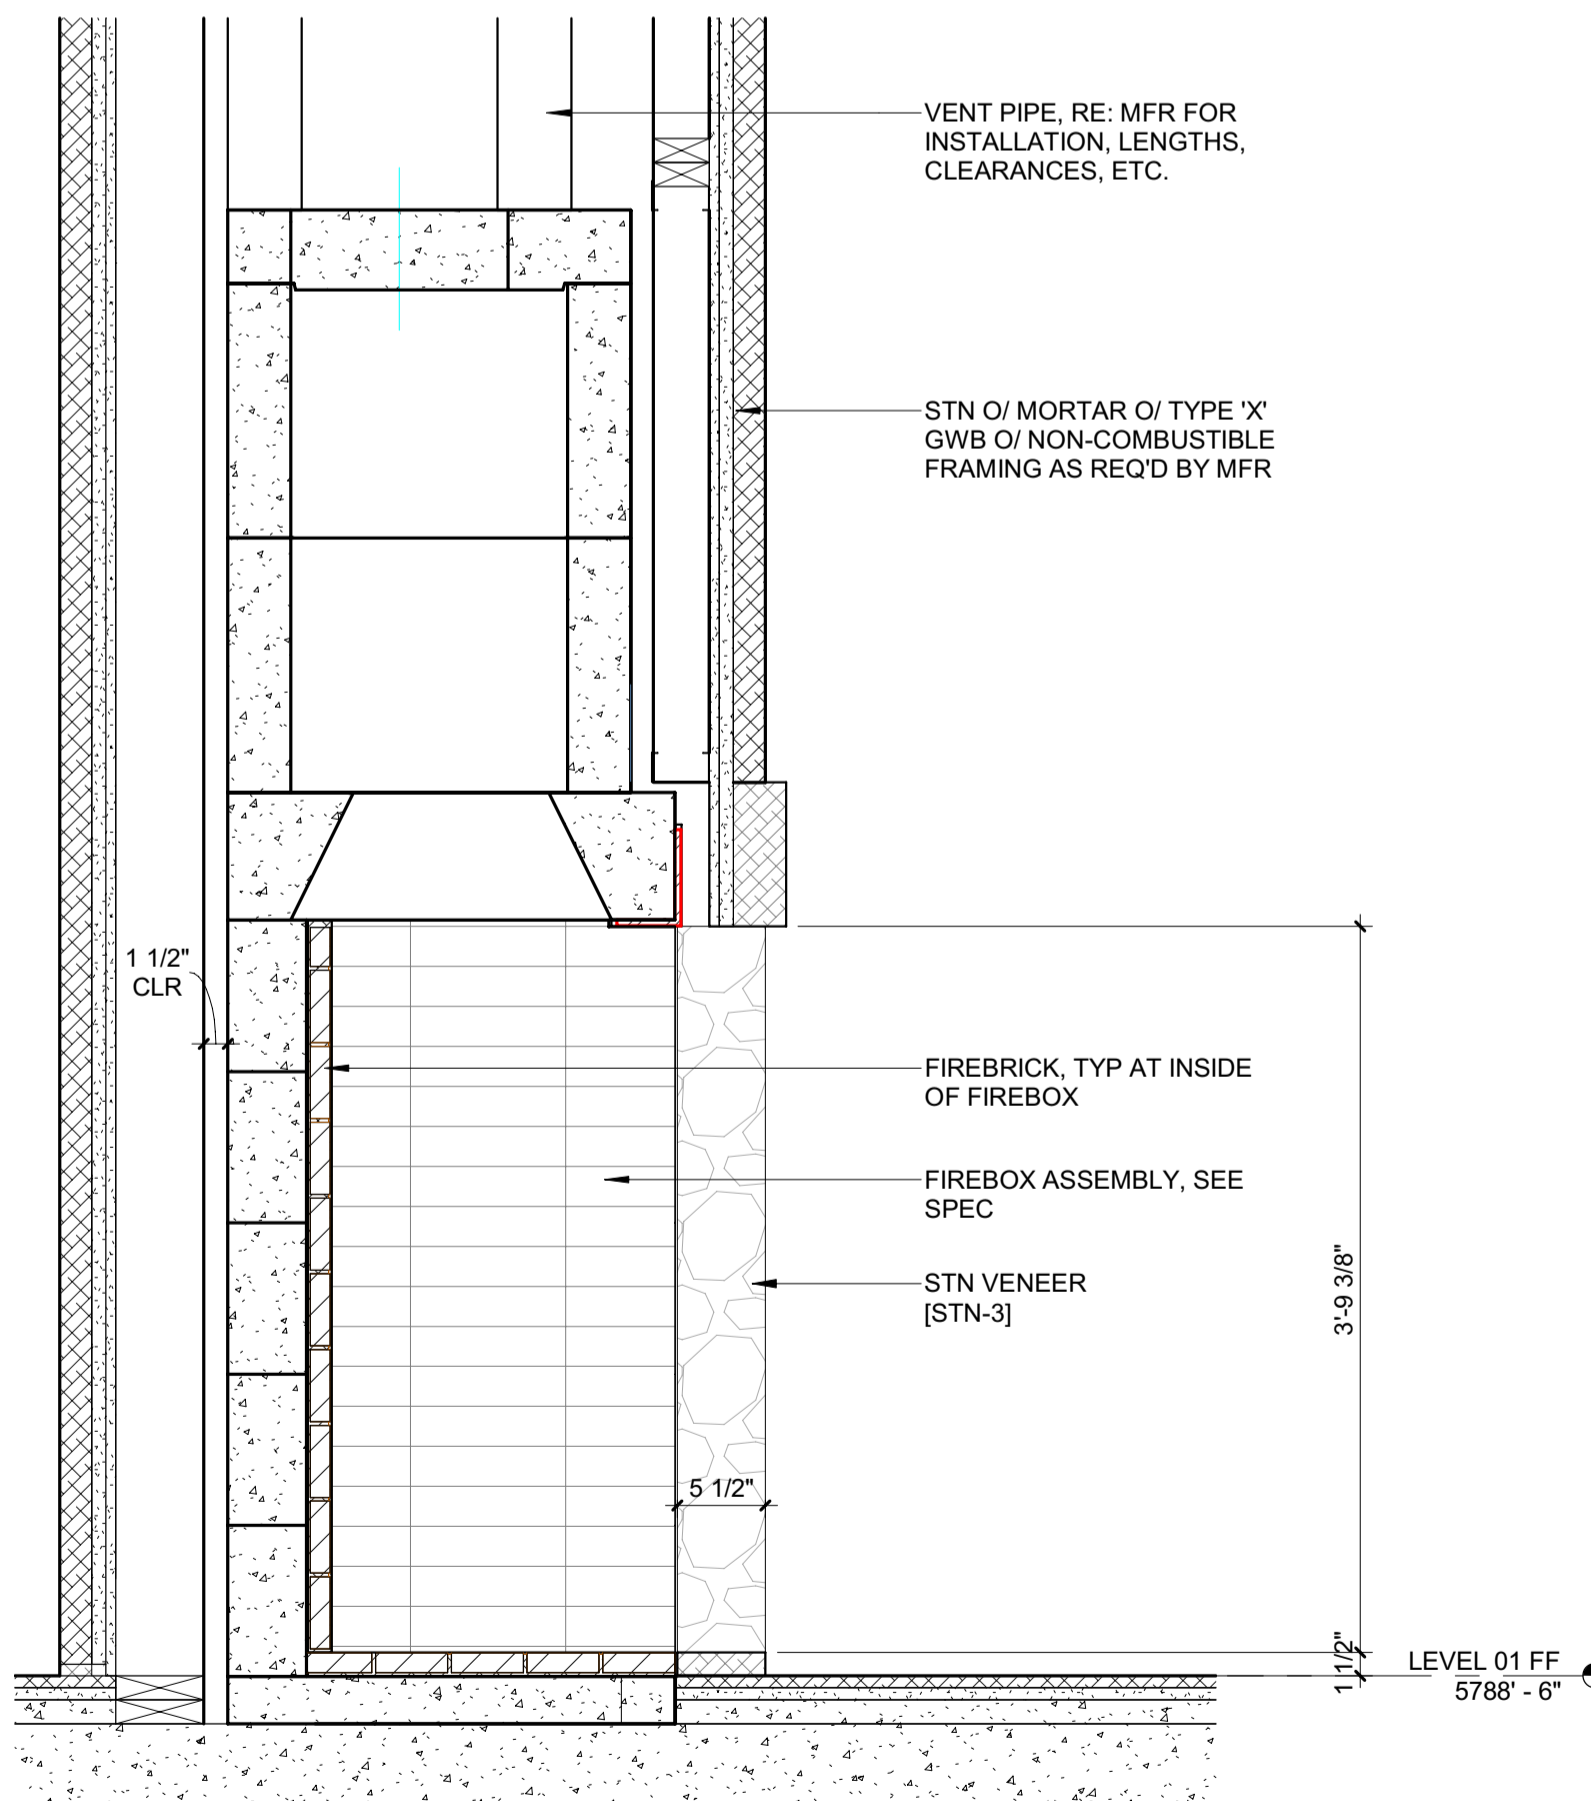 VENT PIPE, RE: MFR FOR
INSTALLATION, LENGTHS,
CLEARANCES, ETC.
STN O/ MORTAR O/ TYPE 'X'
GWB O/ NON-COMBUSTIBLE
FRAMING AS REQ'D BY MFR
1 1/2"
CLR
FIREBRICK, TYP AT INSIDE
OF FIREBOX
FIREBOX ASSEMBLY, SEE
SPEC
STN VENEER
[STN-3]
3'-9 3/8"
5 1/2"
1 1/2"
LEVEL 01 FF
5788' - 6"